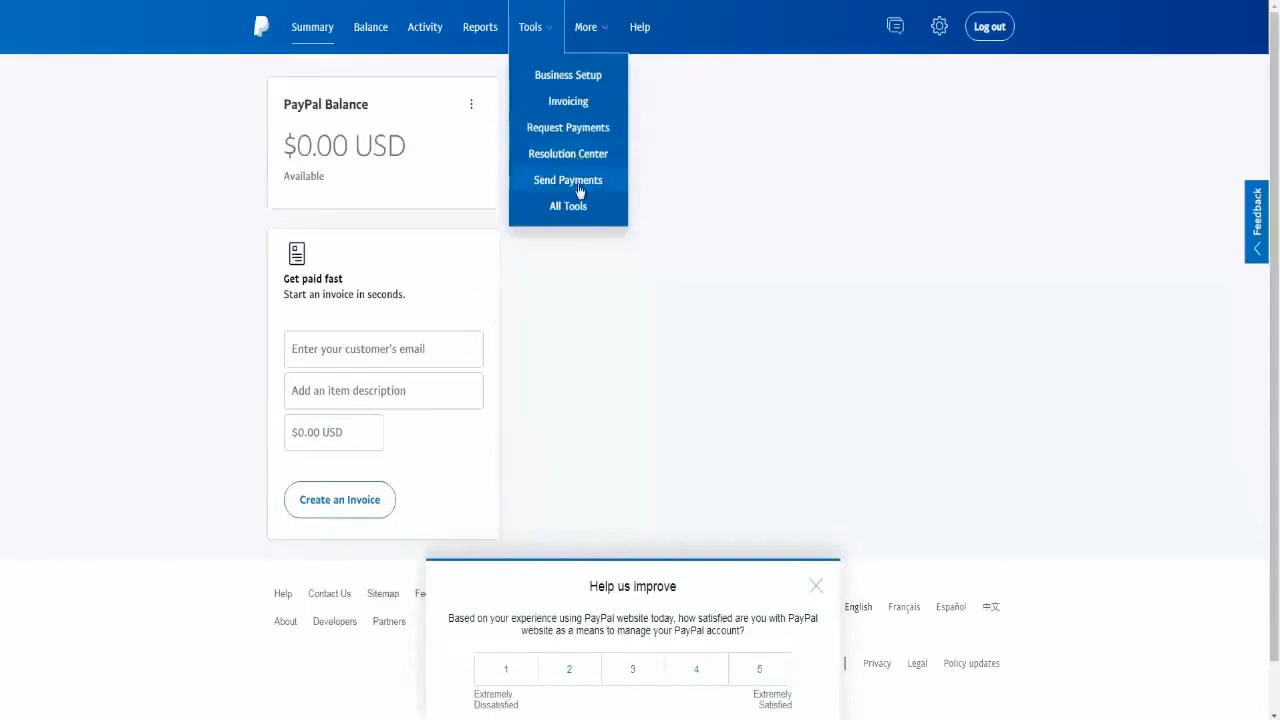 Summary
Balance
Activity
Reports
Tools
More
Help
Log out
Business Setup
Invoicing
Request Payments
Resolution Center
Send Payments
All Tools
PayPal Balance
$0.00 USD
Available
Feedback
Get paid fast
Start an invoice in seconds.
Enter your customer's email
Add an item description
$0.00 USD
Create an Invoice
Help Contact Us Sitemap Fe
About Developers Partners
English Français Español 中文
Privacy Legal Policy updates
Help us improve
Based on your experience using PayPal website today, how satisfied are you with PayPal
website as a means to manage your PayPal account?
1 2 3 4 5
Extremely
Dissatisfied
Extremely
Satisfied